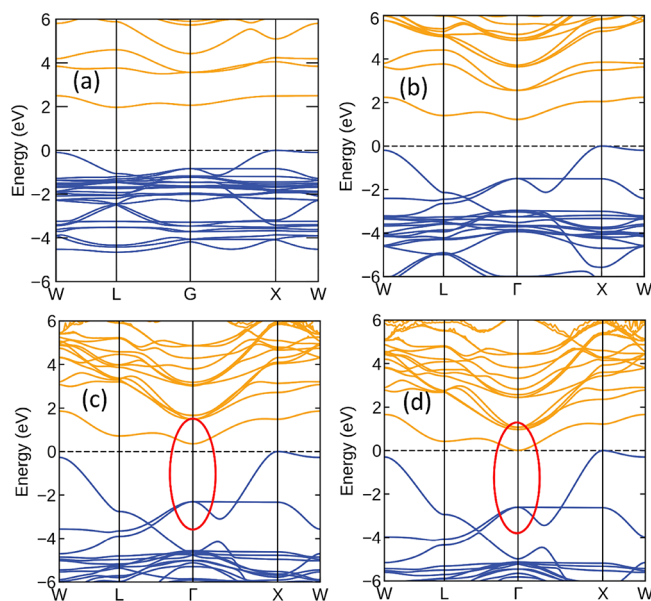 6
4
2
0
−2
−4
−6
Energy (eV)
(a)
W L G X W
6
4
2
0
−2
−4
−6
Energy (eV)
(b)
W L Γ X W
6
4
2
0
−2
−4
−6
Energy (eV)
(c)
W L Γ X W
6
4
2
0
−2
−4
−6
Energy (eV)
(d)
W L Γ X W